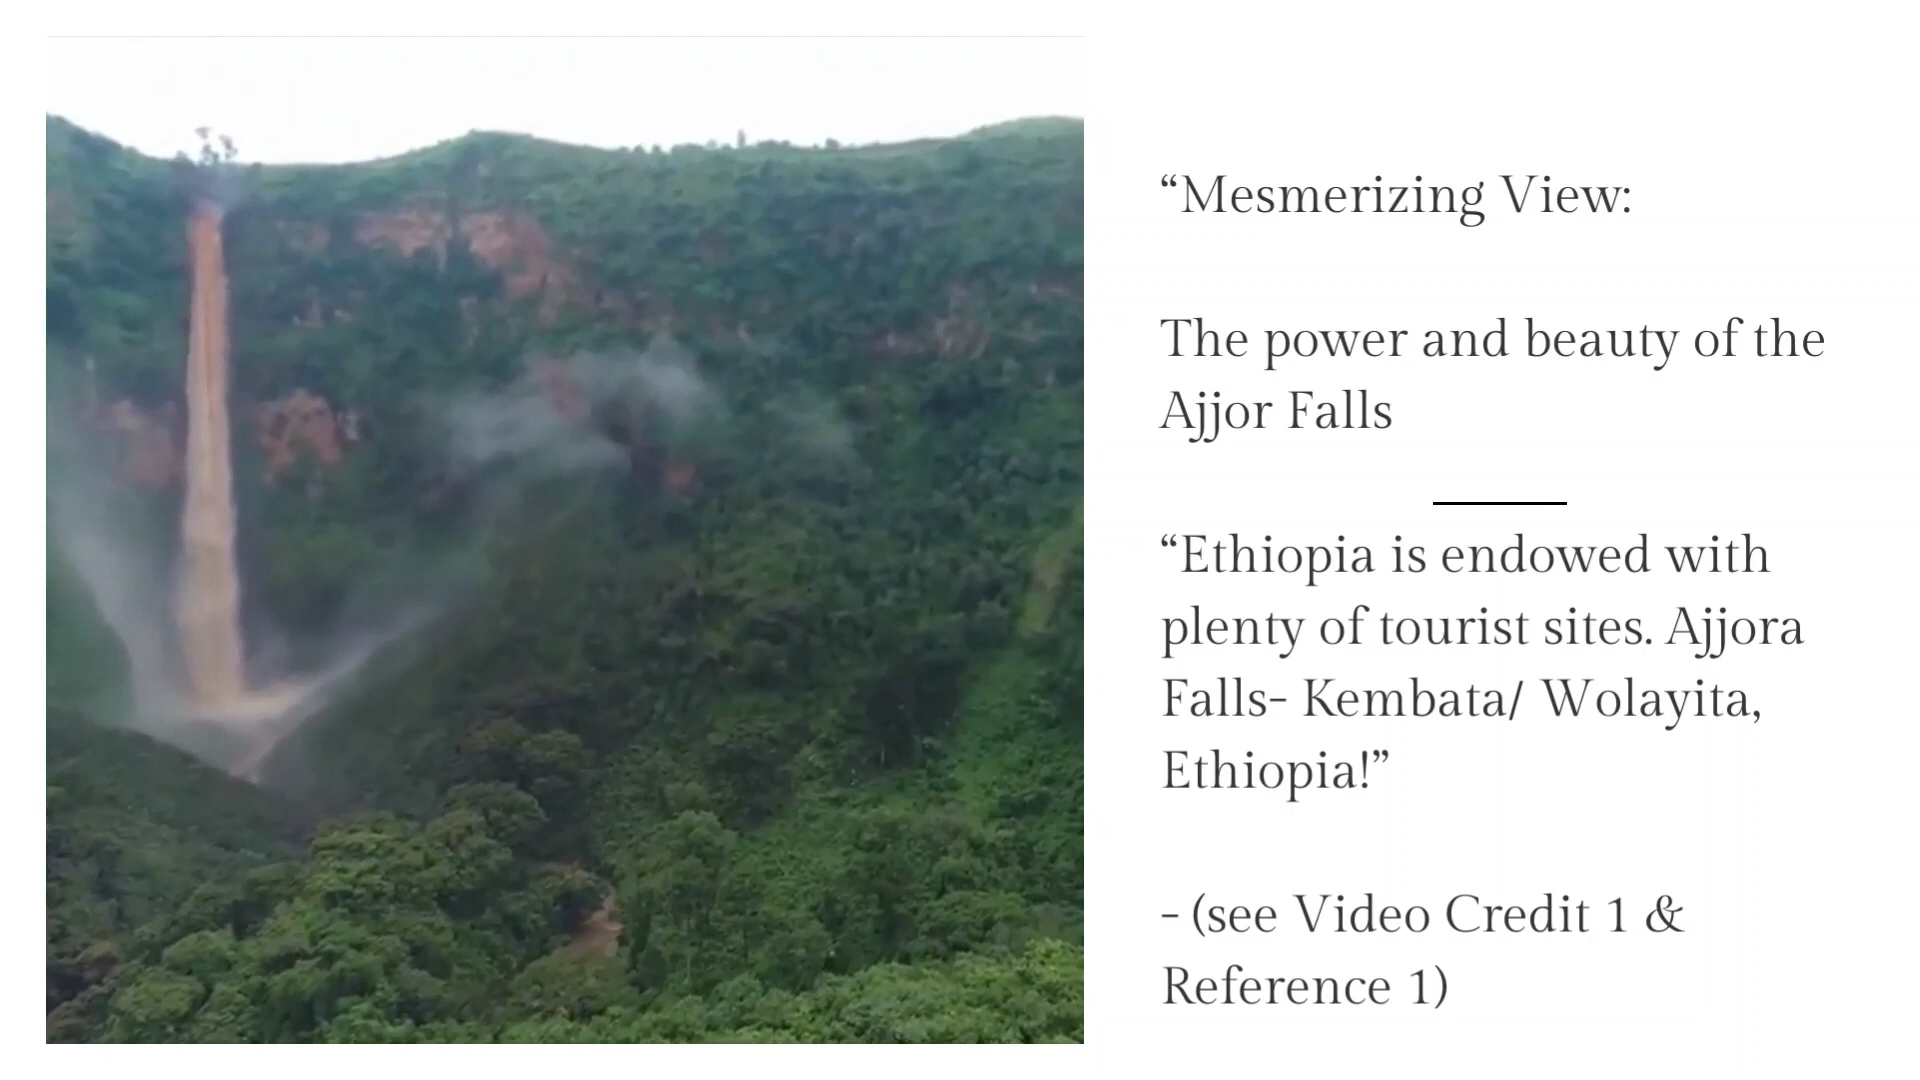 “Mesmerizing View:
The power and beauty of the
Ajjor Falls
“Ethiopia is endowed with
plenty of tourist sites. Ajjora
Falls- Kembata/ Wolayita,
Ethiopia!”
- (see Video Credit 1 &
Reference 1)